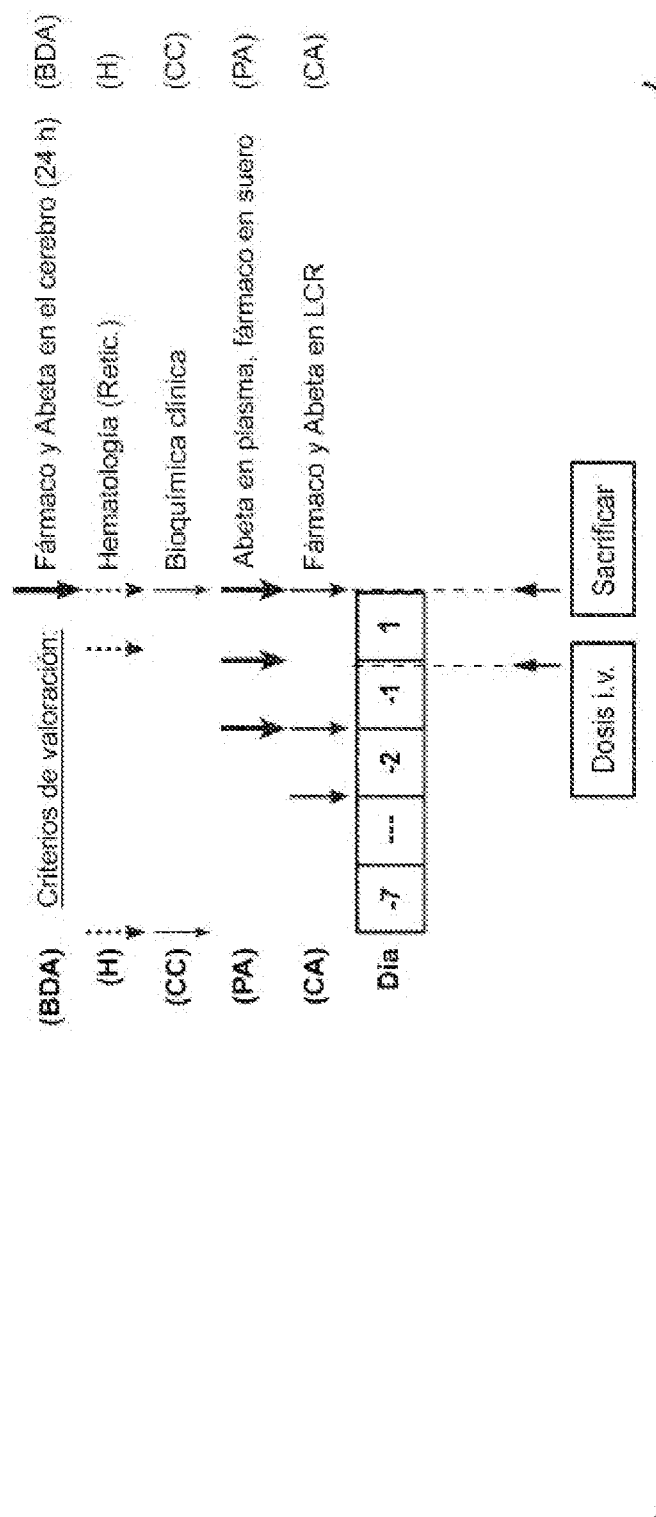 (BDA) Criterios de valoración: Fármaco y Abeta en el cerebro (24 h) (BDA)
(H) Hematología (Retic.) (H)
(CC) Bioquímica clínica (CC)
(PA) Abeta en plasma, fármaco en suero (PA)
(CA) Fármaco y Abeta en LCR (CA)
Día -7 --- -2 -1 1
Dosis i.v. Sacrificar